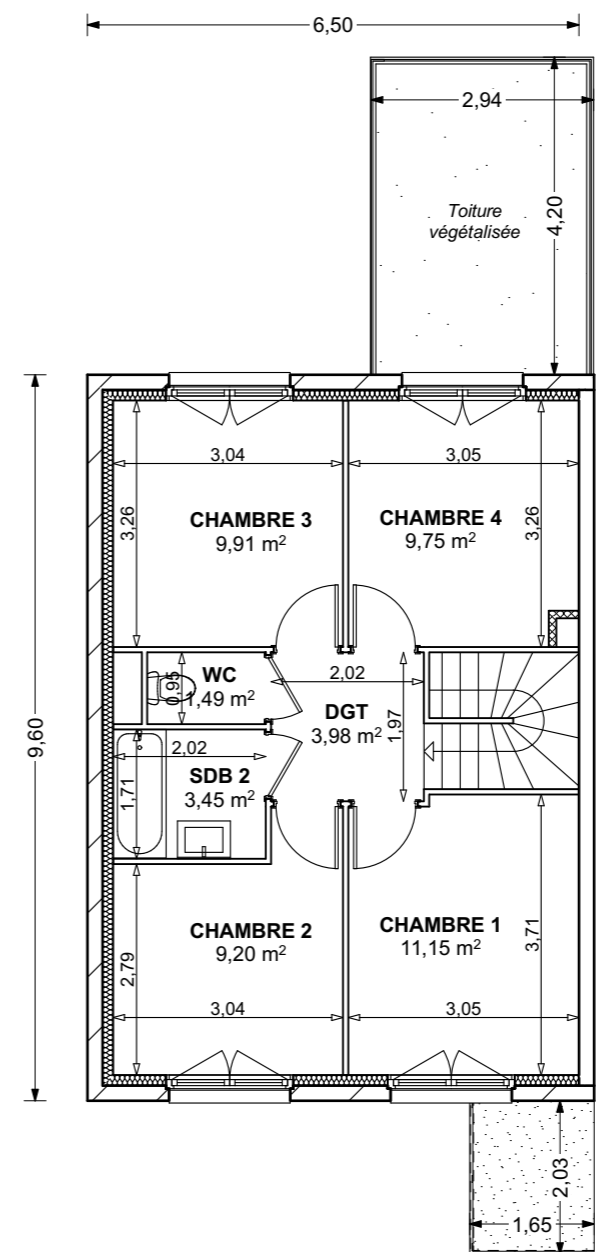 6,50
2,94
4,20
Toiture
végétalisée
9,60
3,04
3,05
3,26
3,26
CHAMBRE 3
9,91 m²
CHAMBRE 4
9,75 m²
0,95
WC
1,49 m²
2,02
DGT
3,98 m²
1,97
2,02
SDB 2
3,45 m²
1,71
CHAMBRE 2
9,20 m²
CHAMBRE 1
11,15 m²
2,79
3,71
3,04
3,05
2,03
1,65